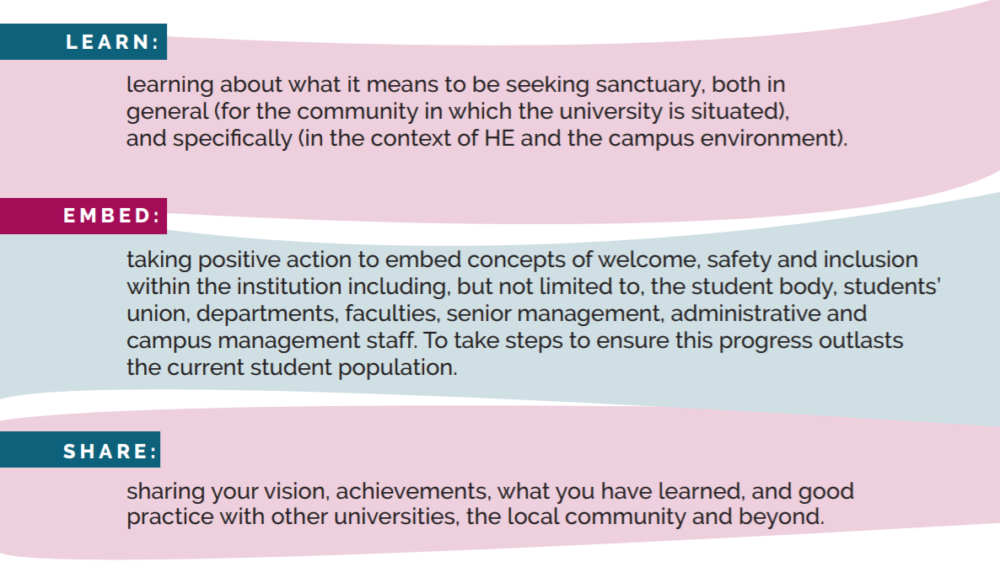 LEARN:
learning about what it means to be seeking sanctuary, both in
general (for the community in which the university is situated),
and specifically (in the context of HE and the campus environment).
EMBED:
taking positive action to embed concepts of welcome, safety and inclusion
within the institution including, but not limited to, the student body, students’
union, departments, faculties, senior management, administrative and
campus management staff. To take steps to ensure this progress outlasts
the current student population.
SHARE:
sharing your vision, achievements, what you have learned, and good
practice with other universities, the local community and beyond.